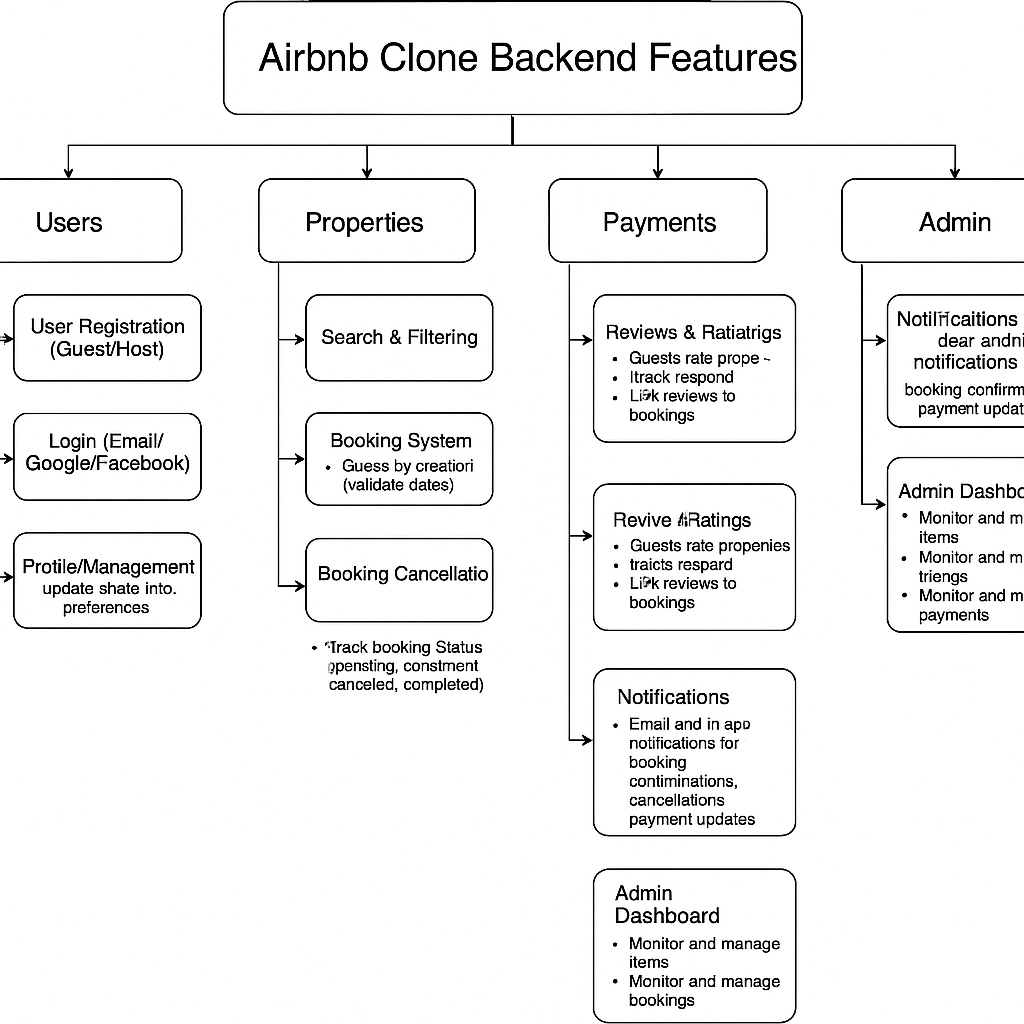 Airbnb Clone Backend Features
Users
Properties
Payments
Admin
User Registration
(Guest/Host)
Login (Email/
Google/Facebook)
Protile/Management
update shate into.
preferences
Search & Filtering
Booking System
• Guess by creatiori
(validate dates)
Booking Cancellatio
• Track booking Status
opensting, constment
canceled, completed)
Reviews & Ratiatrigs
• Guests rate prope -
• Itrack respond
• reviews to
bookings
Revive Ratings
• Guests rate propenies
• traicts respard
• reviews to
bookings
Notifications
• Email and in app
notifications for
booking
contiminations,
cancellations
payment updates
Admin
Dashboard
• Monitor and manage
items
• Monitor and manage
bookings
dear andni
notifications
booking confirm
payment updat
Admin Dashbo
• Monitor and m
items
• Monitor and m
triengs
• Monitor and m
payments